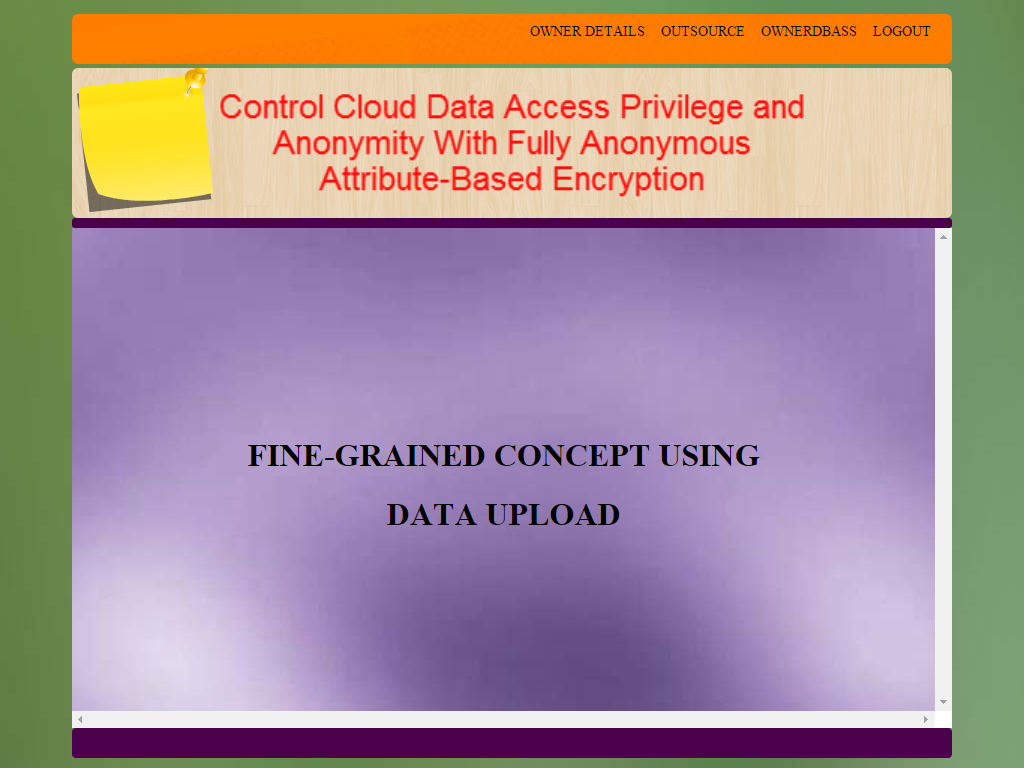 OWNER DETAILS OUTSOURCE OWNERDBASS LOGOUT
Control Cloud Data Access Privilege and
Anonymity With Fully Anonymous
Attribute-Based Encryption
FINE-GRAINED CONCEPT USING
DATA UPLOAD